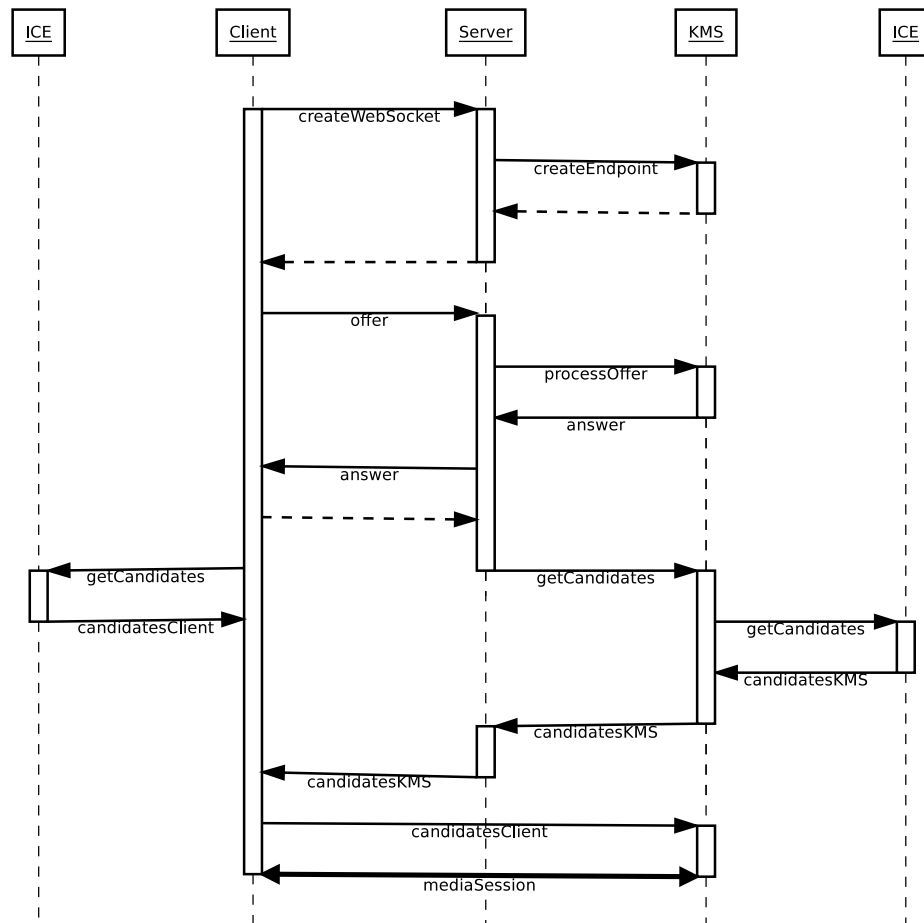 ICE Client Server KMS ICE
createWebSocket
createEndpoint
offer
processOffer
answer
answer
getCandidates getCandidates
candidatesClient getCandidates
candidatesKMS
candidatesKMS
candidatesKMS
candidatesClient
mediaSession